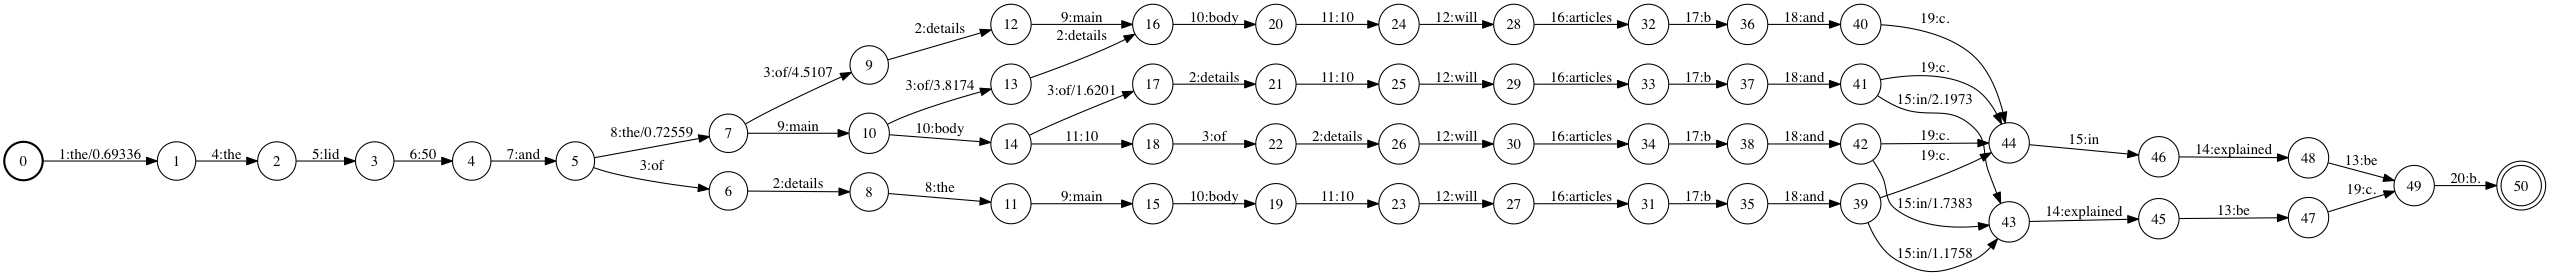 2:details 12 9:main 16 10:body 20 11:10 24 12:will 28 16:articles 32 17:b 36 18:and 40 19:c.
3:of/4.5107 9 2:details
3:of/3.8174 13 3:of/1.6201 17 2:details 21 11:10 25 12:will 29 16:articles 33 17:b 37 18:and 41 19:c.
15:in/2.1973
8:the/0.72559 7 9:main 10 10:body 14 11:10 18 3:of 22 2:details 26 12:will 30 16:articles 34 17:b 38 18:and 42 19:c. 44 15:in 46 14:explained 48 13:be
0 1:the/0.69336 1 4:the 2 5:lid 3 6:50 4 7:and 5 19:c.
3:of 6 2:details 8 8:the 11 9:main 15 10:body 19 11:10 23 12:will 27 16:articles 31 17:b 35 18:and 39 15:in/1.7383 19:c. 49 20:b. 50
43 14:explained 45 13:be 47
15:in/1.1758